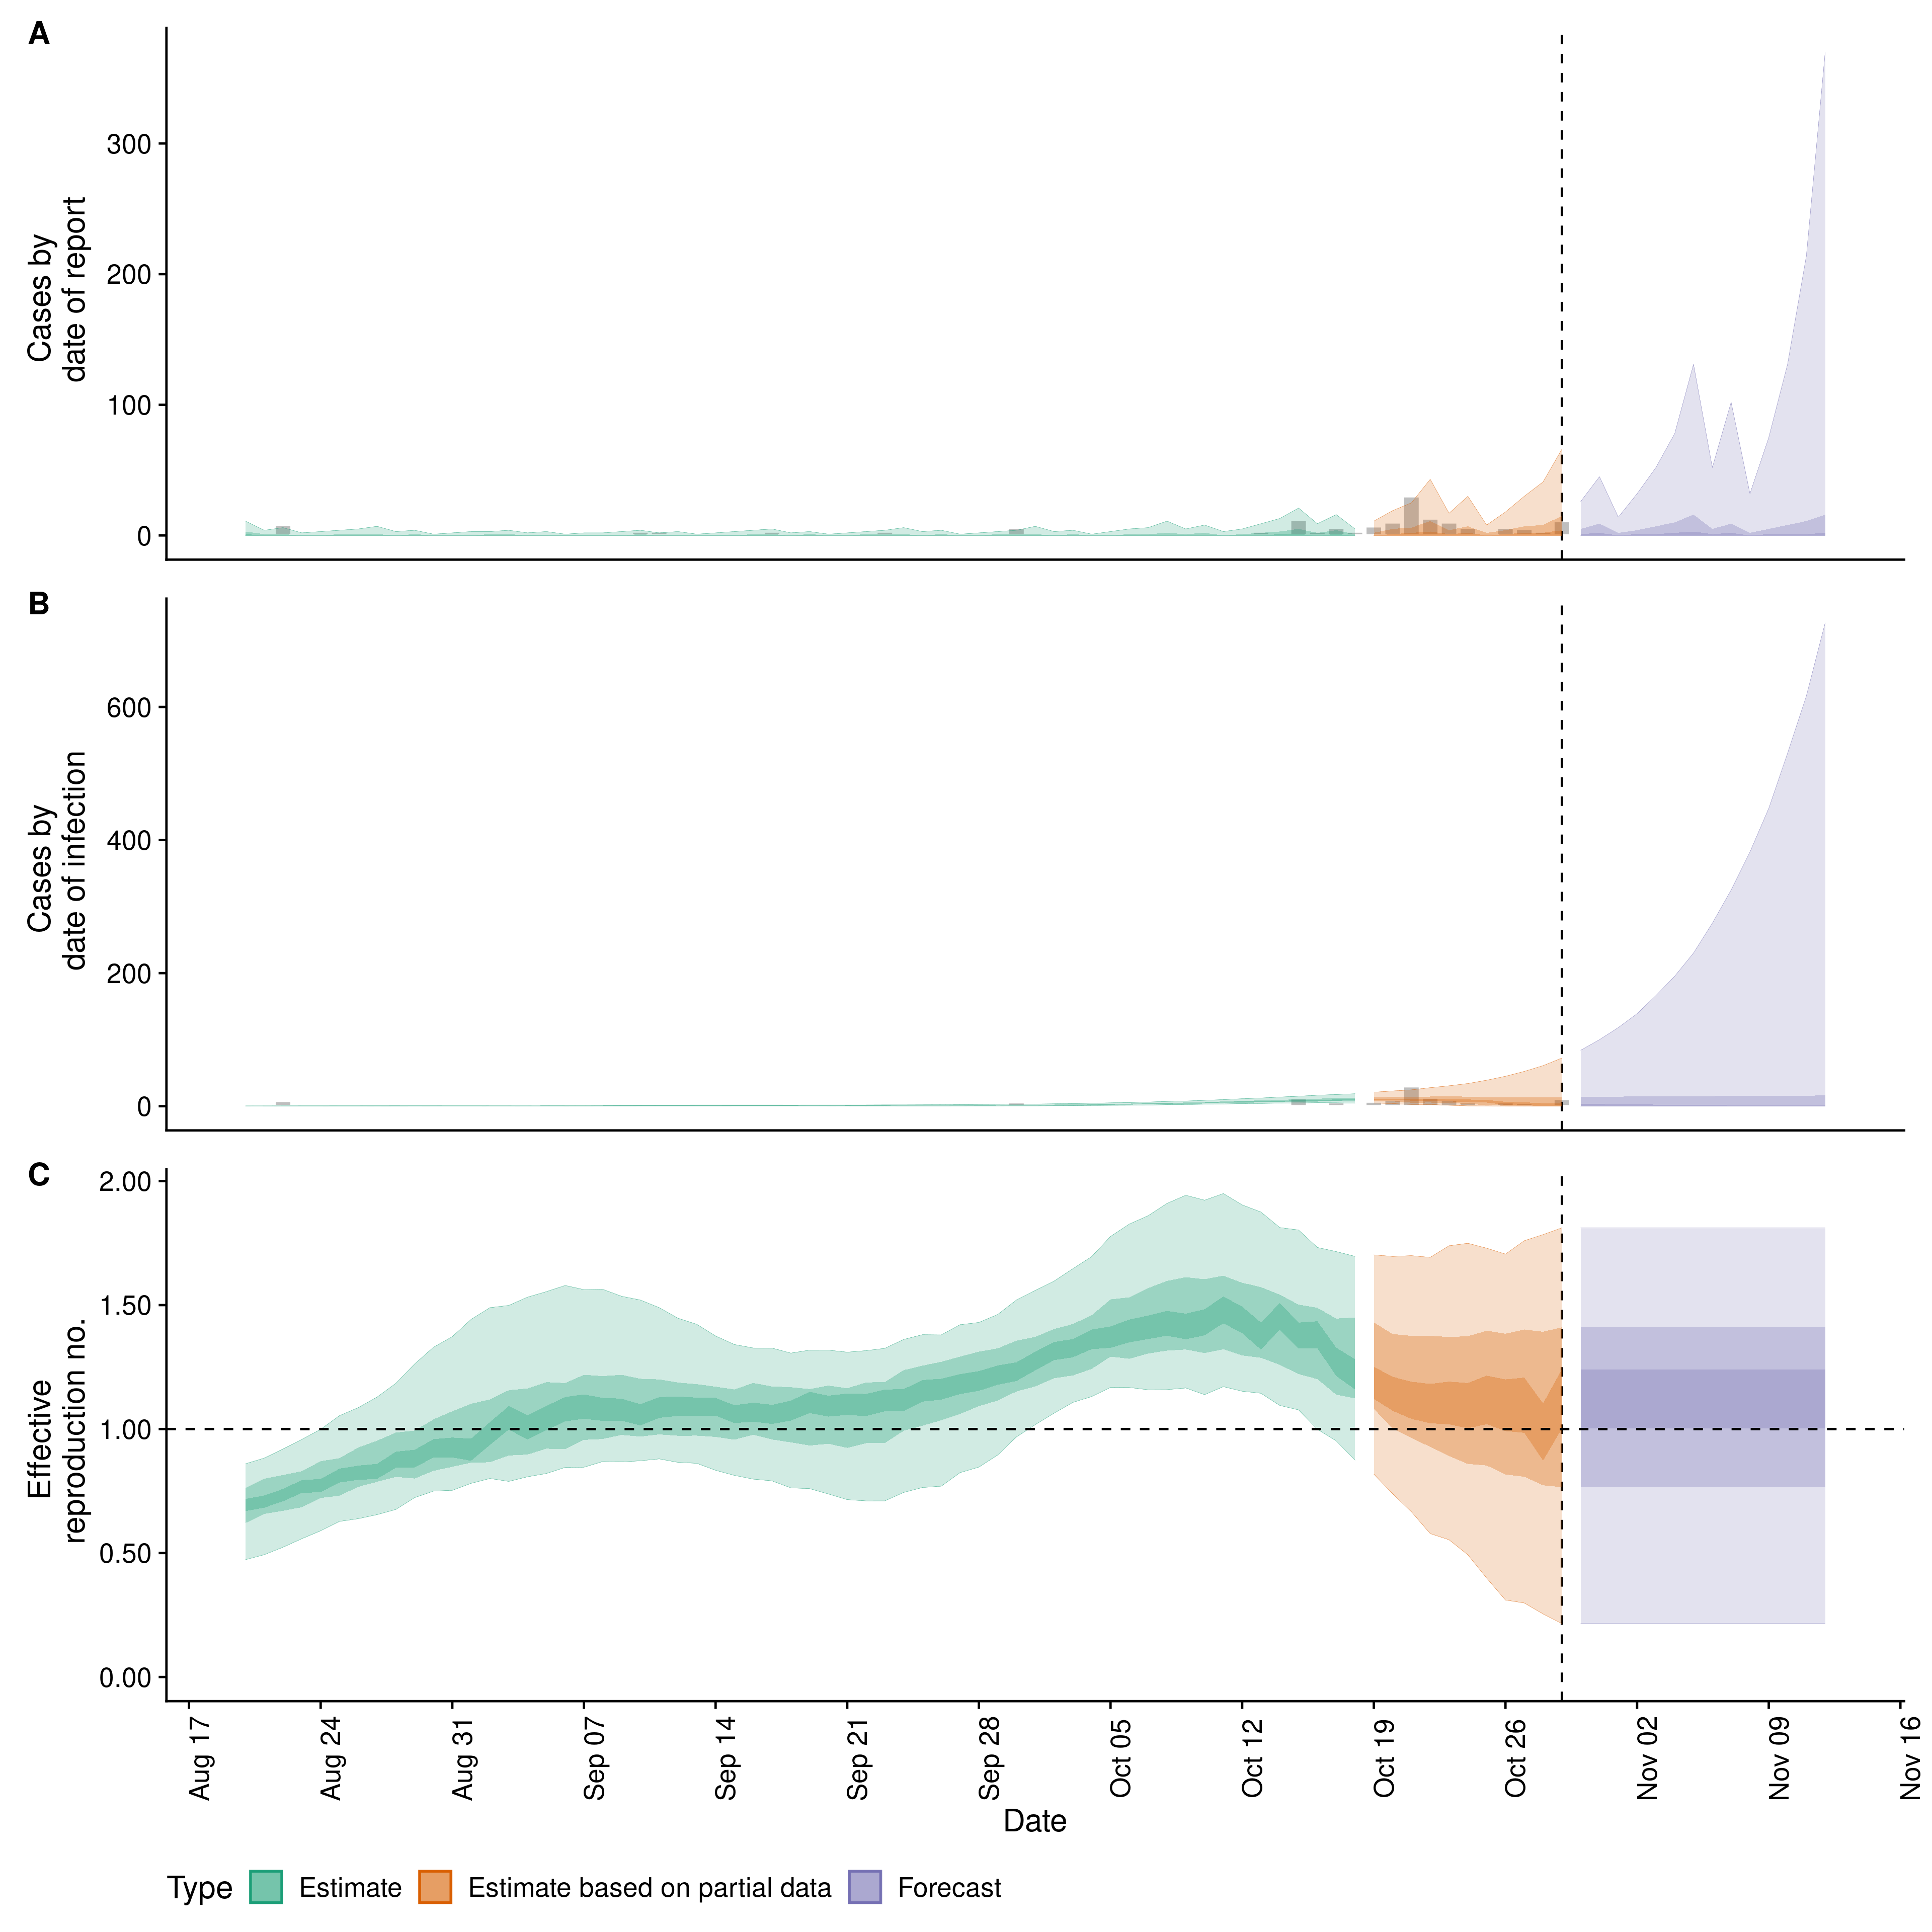 A
Cases by
date of report
300
200
100
0
B
Cases by
date of infection
600
400
200
0
C
Effective
reproduction no.
2.00
1.50
1.00
0.50
0.00
Aug 17
Aug 24
Aug 31
Sep 07
Sep 14
Sep 21
Sep 28
Oct 05
Oct 12
Oct 19
Oct 26
Nov 02
Nov 09
Nov 16
Date
Type Estimate Estimate based on partial data Forecast